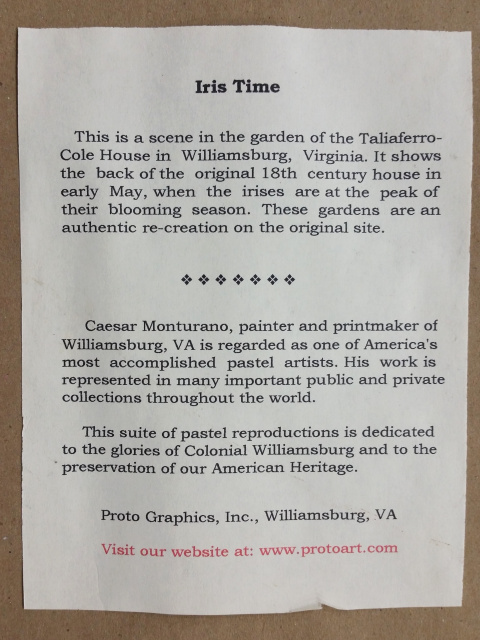 Iris Time
This is a scene in the garden of the Taliaferro-
Cole House in Williamsburg, Virginia. It shows
the back of the original 18th century house in
early May, when the irises are at the peak of
their blooming season. These gardens are an
authentic re-creation on the original site.
❖❖❖❖❖❖❖
Caesar Monturano, painter and printmaker of
Williamsburg, VA is regarded as one of America's
most accomplished pastel artists. His work is
represented in many important public and private
collections throughout the world.
This suite of pastel reproductions is dedicated
to the glories of Colonial Williamsburg and to the
preservation of our American Heritage.
Proto Graphics, Inc., Williamsburg, VA
Visit our website at: www.protoart.com